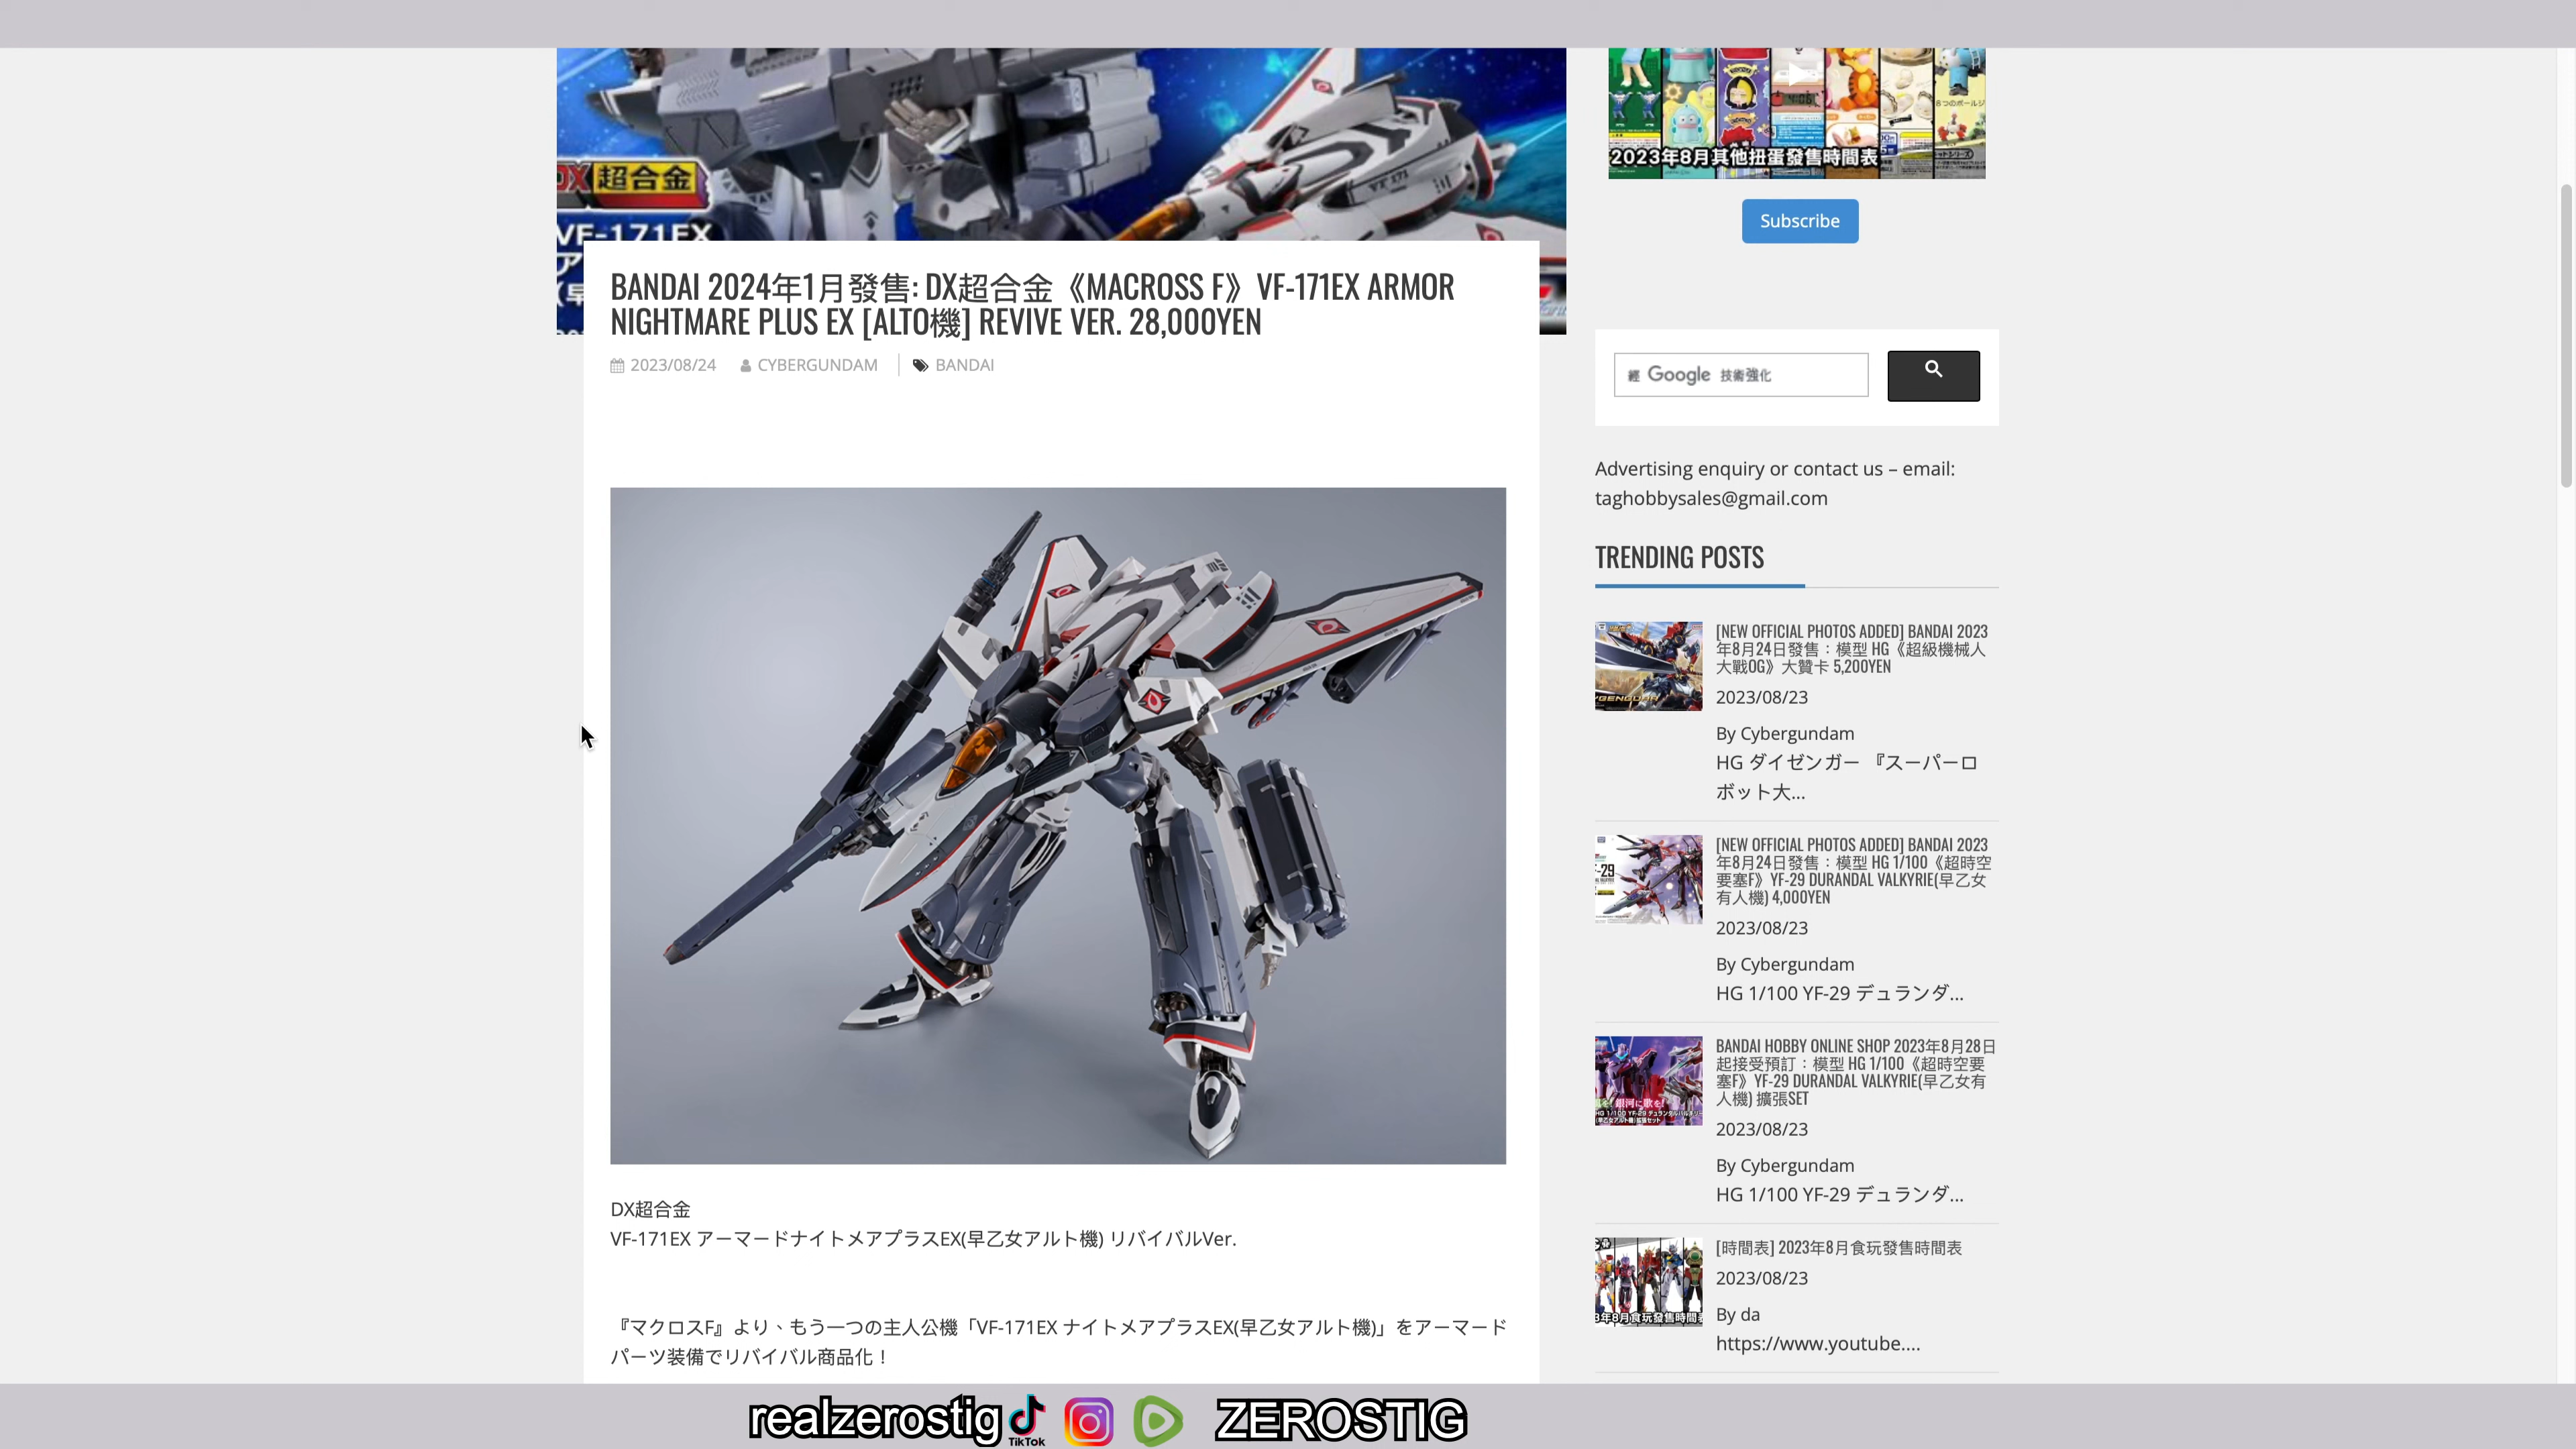 DX超合金
VF-171EX
VF 171
2023年8月其他扭蛋發售時間表
Subscribe
BANDAI 2024年1月發售: DX超合金《MACROSS F》VF-171EX ARMOR
NIGHTMARE PLUS EX [ALTO機] REVIVE VER. 28,000YEN
2023/08/24 CYBERGUNDAM BANDAI
經 Google 技術強化
Advertising enquiry or contact us – email:
taghobbysales@gmail.com
TRENDING POSTS
[NEW OFFICIAL PHOTOS ADDED] BANDAI 2023
年8月24日發售：模型 HG《超級機械人
大戰OG》大贊卡 5,200YEN
2023/08/23
By Cybergundam
HG ダイゼンガー 『スーパーロ
ボット大...
[NEW OFFICIAL PHOTOS ADDED] BANDAI 2023
年8月24日發售：模型 HG 1/100《超時空
要塞F》YF-29 DURANDAL VALKYRIE(早乙女
有人機) 4,000YEN
2023/08/23
By Cybergundam
HG 1/100 YF-29 デュランダ...
BANDAI HOBBY ONLINE SHOP 2023年8月28日
起接受預訂：模型 HG 1/100《超時空要
塞F》YF-29 DURANDAL VALKYRIE(早乙女有
人機) 擴張SET
2023/08/23
By Cybergundam
HG 1/100 YF-29 デュランダ...
[時間表] 2023年8月食玩發售時間表
2023/08/23
By da
https://www.youtube....
DX超合金
VF-171EX アーマードナイトメアプラスEX(早乙女アルト機) リバイバルVer.
『マクロスF』より、もう一つの主人公機「VF-171EX ナイトメアプラスEX(早乙女アルト機)」をアーマード
パーツ装備でリバイバル商品化！
realzerostig TikTok ZEROSTIG